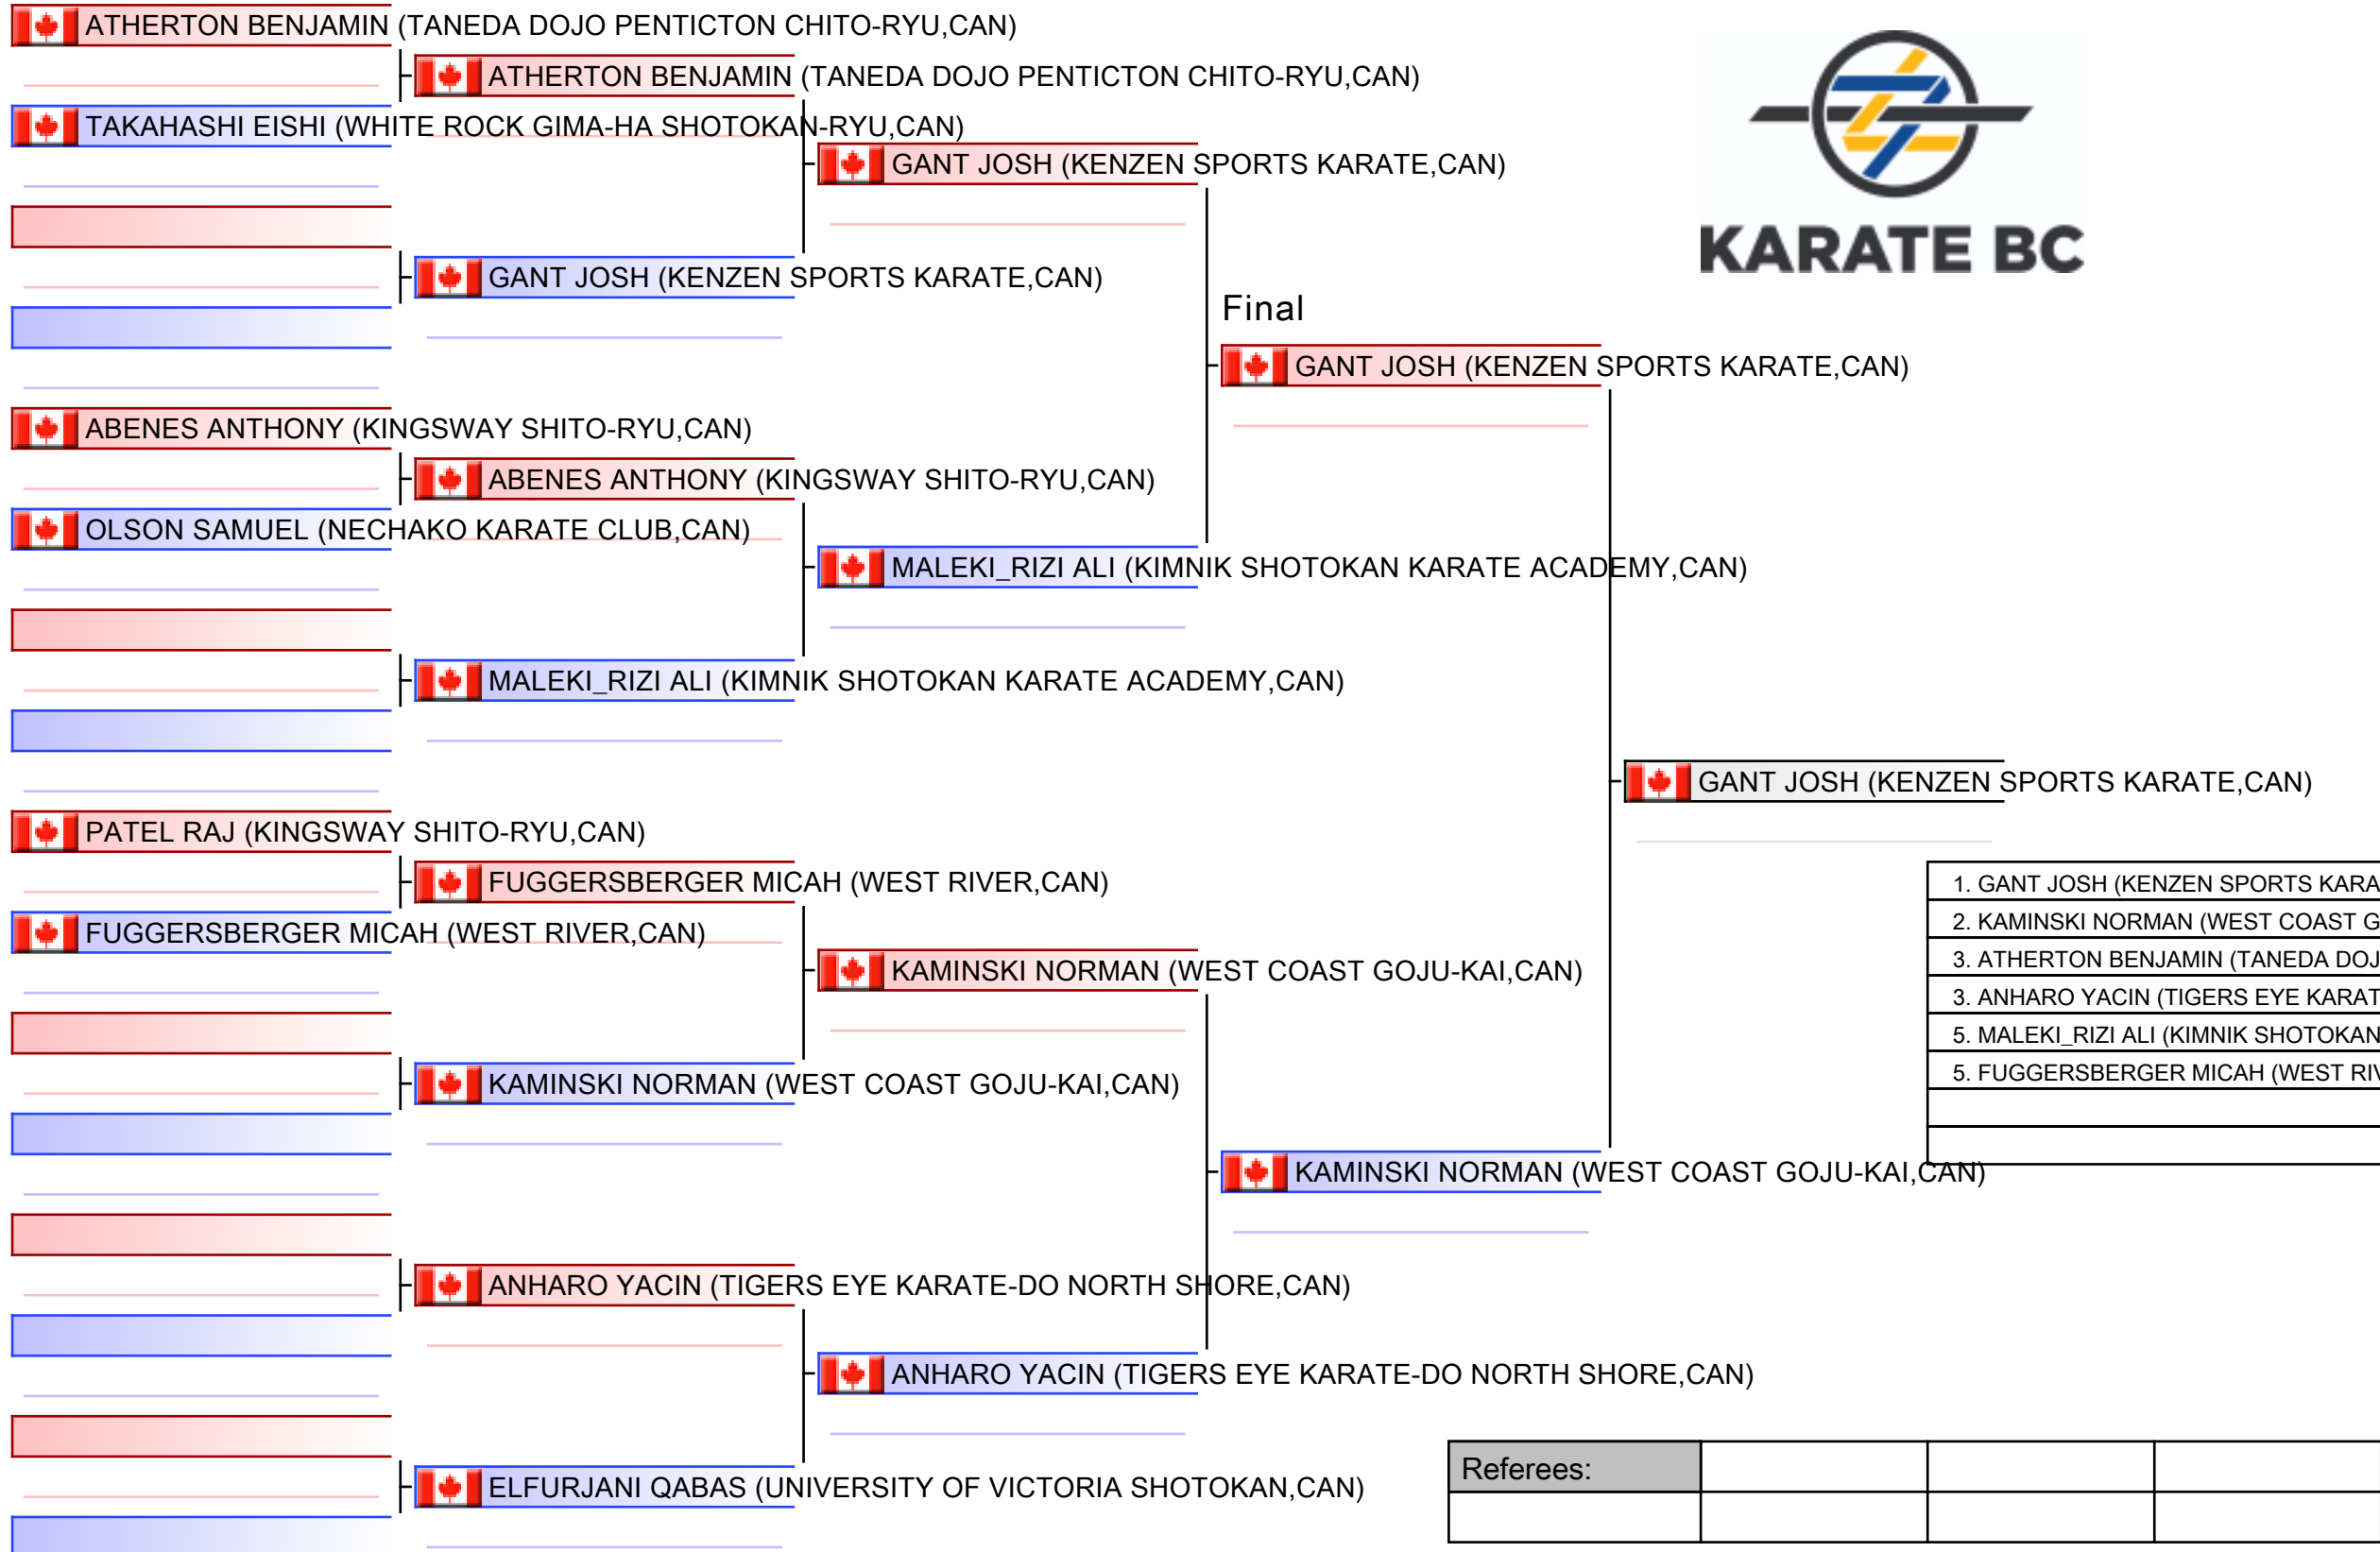 ATHERTON BENJAMIN (TANEDA DOJO PENTICTON CHITO-RYU,CAN)
ATHERTON BENJAMIN (TANEDA DOJO PENTICTON CHITO-RYU,CAN)
TAKAHASHI EISHI (WHITE ROCK GIMA-HA SHOTOKAN-RYU,CAN)
GANT JOSH (KENZEN SPORTS KARATE,CAN)
KARATE BC
GANT JOSH (KENZEN SPORTS KARATE,CAN)
Final
GANT JOSH (KENZEN SPORTS KARATE,CAN)
ABENES ANTHONY (KINGSWAY SHITO-RYU,CAN)
ABENES ANTHONY (KINGSWAY SHITO-RYU,CAN)
OLSON SAMUEL (NECHAKO KARATE CLUB,CAN)
MALEKI_RIZI ALI (KIMNIK SHOTOKAN KARATE ACADEMY,CAN)
MALEKI_RIZI ALI (KIMNIK SHOTOKAN KARATE ACADEMY,CAN)
GANT JOSH (KENZEN SPORTS KARATE,CAN)
PATEL RAJ (KINGSWAY SHITO-RYU,CAN)
FUGGERSBERGER MICAH (WEST RIVER,CAN)
FUGGERSBERGER MICAH (WEST RIVER,CAN)
KAMINSKI NORMAN (WEST COAST GOJU-KAI,CAN)
KAMINSKI NORMAN (WEST COAST GOJU-KAI,CAN)
1. GANT JOSH (KENZEN SPORTS KARA
2. KAMINSKI NORMAN (WEST COAST G
3. ATHERTON BENJAMIN (TANEDA DOJ
3. ANHARO YACIN (TIGERS EYE KARAT
5. MALEKI_RIZI ALI (KIMNIK SHOTOKAN
5. FUGGERSBERGER MICAH (WEST RIV
KAMINSKI NORMAN (WEST COAST GOJU-KAI,CAN)
ANHARO YACIN (TIGERS EYE KARATE-DO NORTH SHORE,CAN)
ANHARO YACIN (TIGERS EYE KARATE-DO NORTH SHORE,CAN)
ELFURJANI QABAS (UNIVERSITY OF VICTORIA SHOTOKAN,CAN)
Referees: